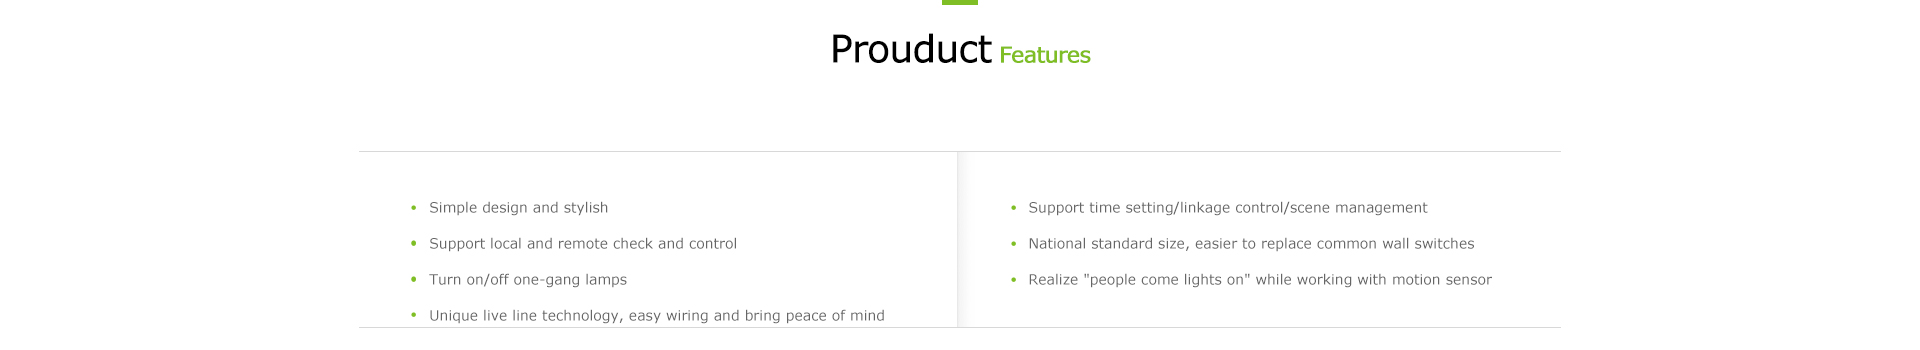 Prouduct Features
Simple design and stylish
Support local and remote check and control
Turn on/off one-gang lamps
Unique live line technology, easy wiring and bring peace of mind
Support time setting/linkage control/scene management
National standard size, easier to replace common wall switches
Realize "people come lights on" while working with motion sensor